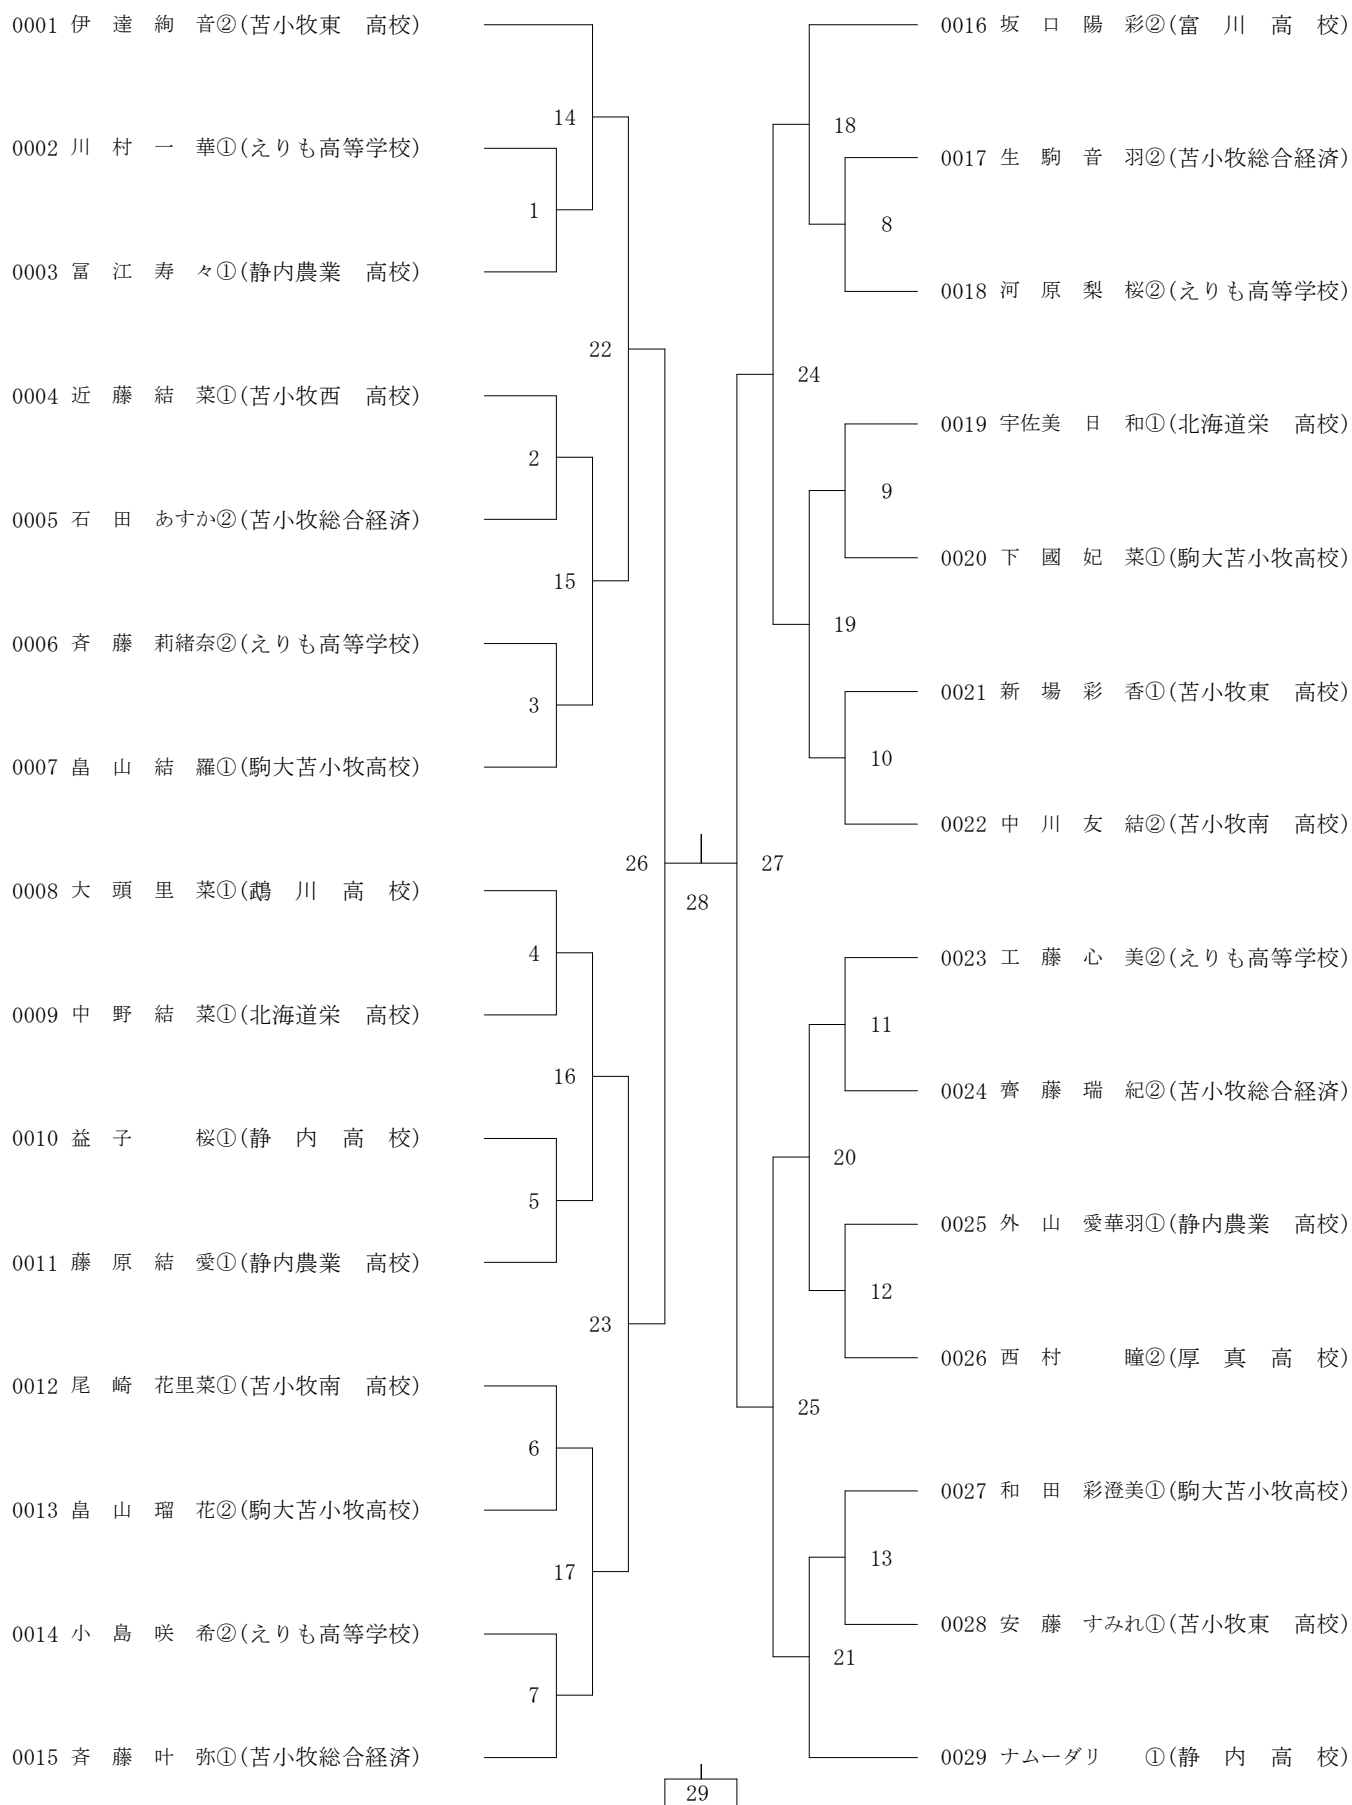 0001 伊　達　絢　音②(苫小牧東　高校)
14
0002 川　村　一　華①(えりも高等学校)
1
0003 冨　江　寿　々①(静内農業　高校)
22
0004 近　藤　結　菜①(苫小牧西　高校)
2
0005 石　田　あすか②(苫小牧総合経済)
15
0006 斉　藤　莉緒奈②(えりも高等学校)
3
0007 畠　山　結　羅①(駒大苫小牧高校)
26
0008 大　頭　里　菜①(鵡　川　高　校)
4
0009 中　野　結　菜①(北海道栄　高校)
16
0010 益　子　　　桜①(静　内　高　校)
5
0011 藤　原　結　愛①(静内農業　高校)
23
0012 尾　崎　花里菜①(苫小牧南　高校)
6
0013 畠　山　瑠　花②(駒大苫小牧高校)
17
0014 小　島　咲　希②(えりも高等学校)
7
0015 斉　藤　叶　弥①(苫小牧総合経済)
28
29
0016 坂　口　陽　彩②(富　川　高　校)
18
0017 生　駒　音　羽②(苫小牧総合経済)
8
0018 河　原　梨　桜②(えりも高等学校)
24
0019 宇佐美　日　和①(北海道栄　高校)
9
0020 下　國　妃　菜①(駒大苫小牧高校)
19
0021 新　場　彩　香①(苫小牧東　高校)
10
0022 中　川　友　結②(苫小牧南　高校)
27
0023 工　藤　心　美②(えりも高等学校)
11
0024 齊　藤　瑞　紀②(苫小牧総合経済)
20
0025 外　山　愛華羽①(静内農業　高校)
12
0026 西　村　　　瞳②(厚　真　高　校)
25
0027 和　田　彩澄美①(駒大苫小牧高校)
13
0028 安　藤　すみれ①(苫小牧東　高校)
21
0029 ナムーダリ　　①(静　内　高　校)